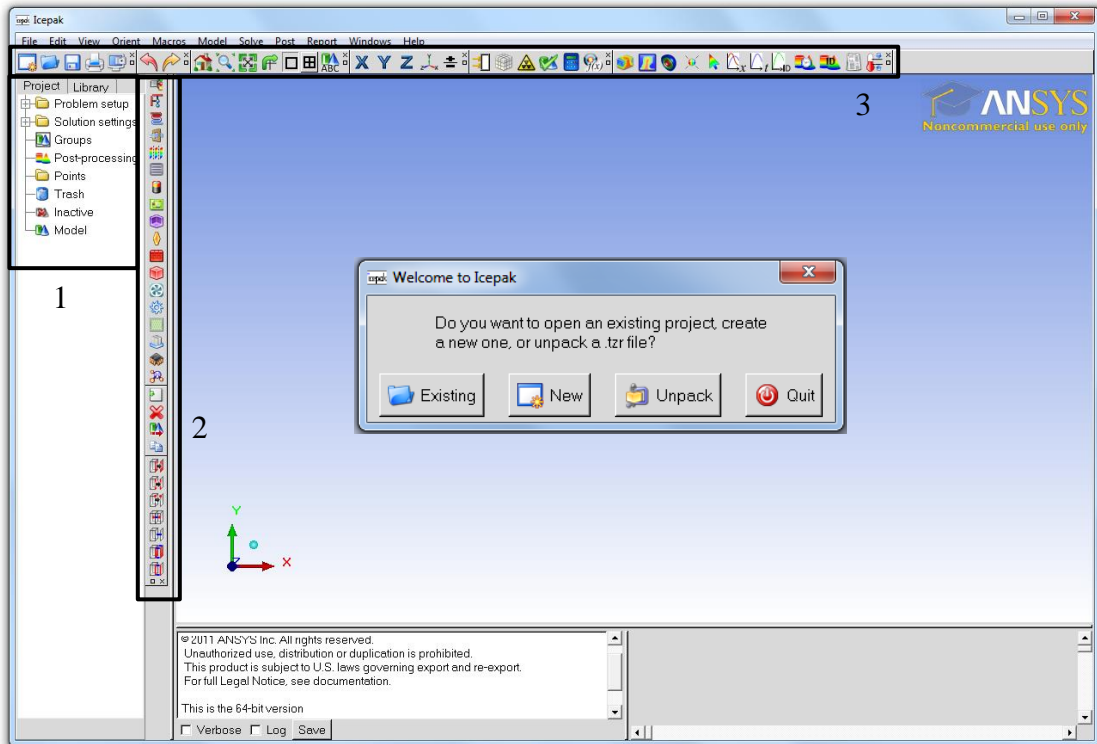 Icepak
File Edit View Orient Macros Model Solve Post Report Windows Help
ABC X Y Z
3
Project Library
Problem setup
Solution settings
Groups
Post-processing
Points
Trash
Inactive
Model
1
2
ANSYS
Noncommercial use only
Welcome to Icepak
Do you want to open an existing project, create
a new one, or unpack a .tzr file?
Existing New Unpack Quit
Y
Z
X
© 2011 ANSYS Inc. All rights reserved.
Unauthorized use, distribution or duplication is prohibited.
This product is subject to U.S. laws governing export and re-export.
For full Legal Notice, see documentation.
This is the 64-bit version
Verbose Log Save